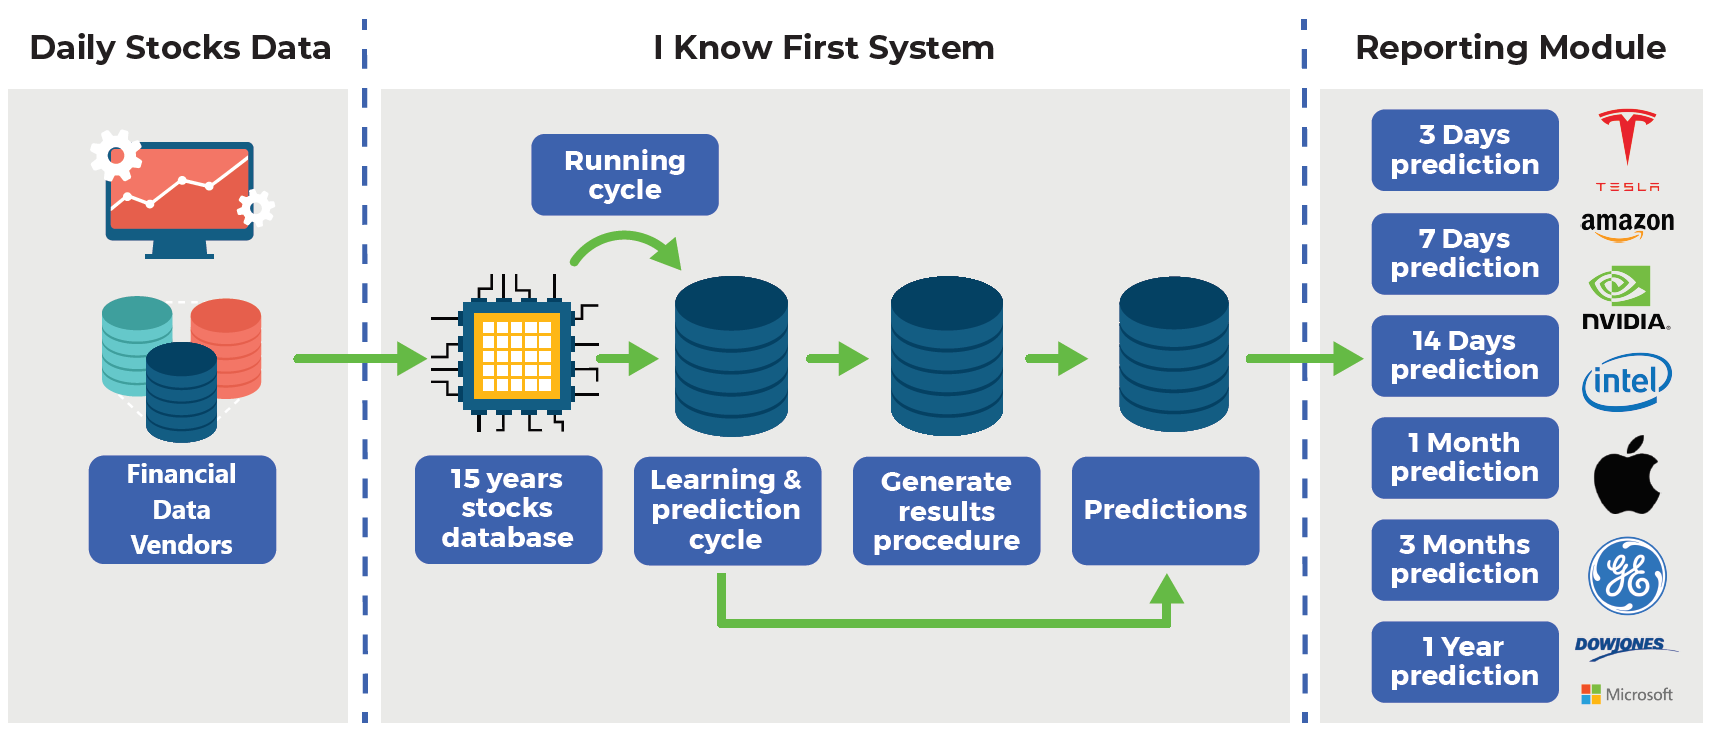 Daily Stocks Data
I Know First System
Reporting Module
Financial
Data
Vendors
Running
cycle
15 years
stocks
database
Learning &
prediction
cycle
Generate
results
procedure
Predictions
3 Days
prediction
7 Days
prediction
14 Days
prediction
1 Month
prediction
3 Months
prediction
1 Year
prediction
TESLA
amazon
NVIDIA®
intel
GE
DOWJONES
Microsoft